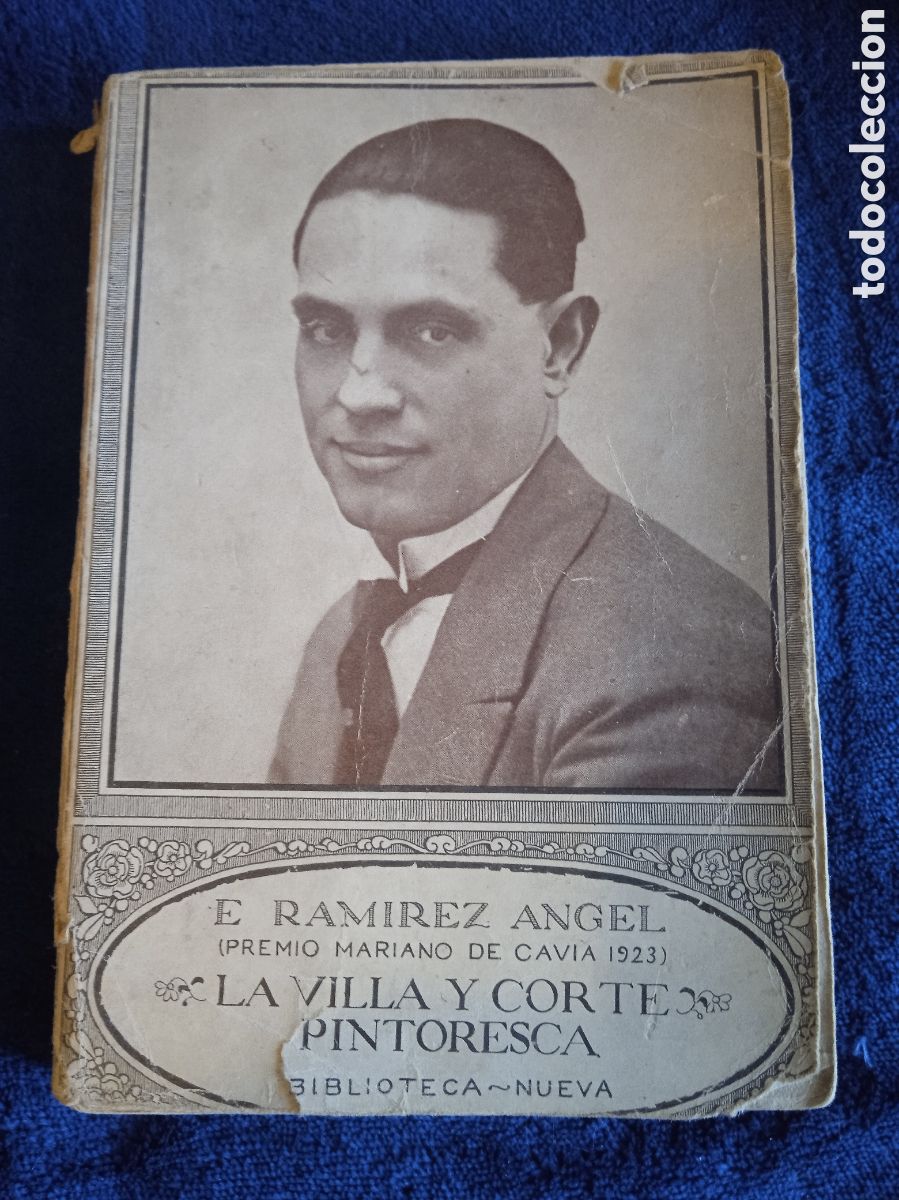 todocoleccion
E RAMIREZ ANGEL
(PREMIO MARIANO DE CAVIA 1923)
LA VILLA Y CORTE
PINTORESCA
BIBLIOTECA ~ NUEVA